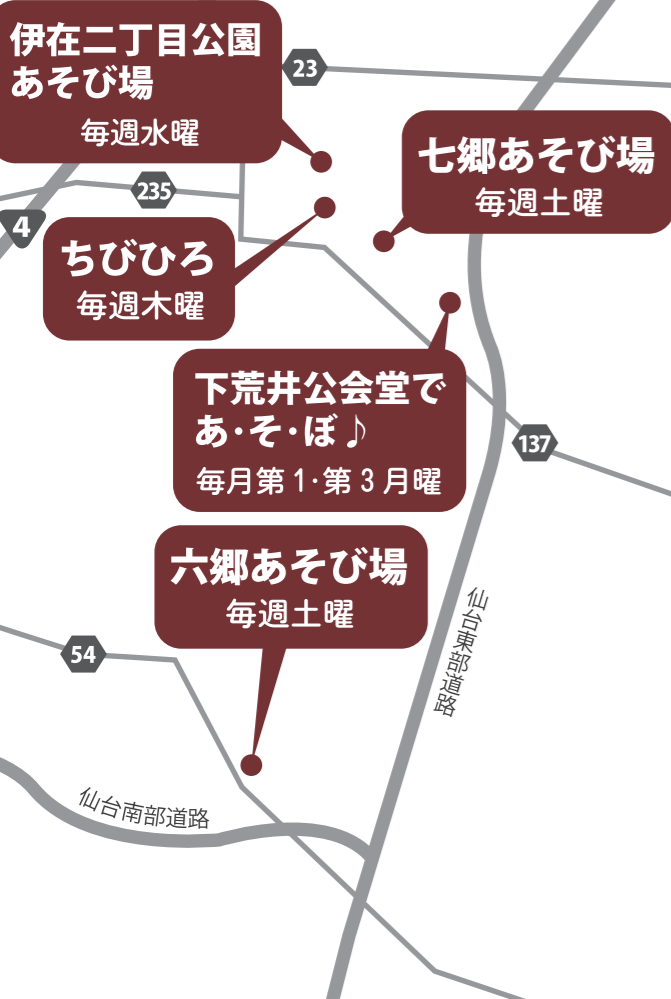 伊在二丁目公園
あそび場
毎週水曜
23
七郷あそび場
毎週土曜
235
4
ちびひろ
毎週木曜
下荒井公会堂で
あ・そ・ぼ♪
毎月第1・第3月曜
137
六郷あそび場
毎週土曜
仙台東部道路
54
仙台南部道路